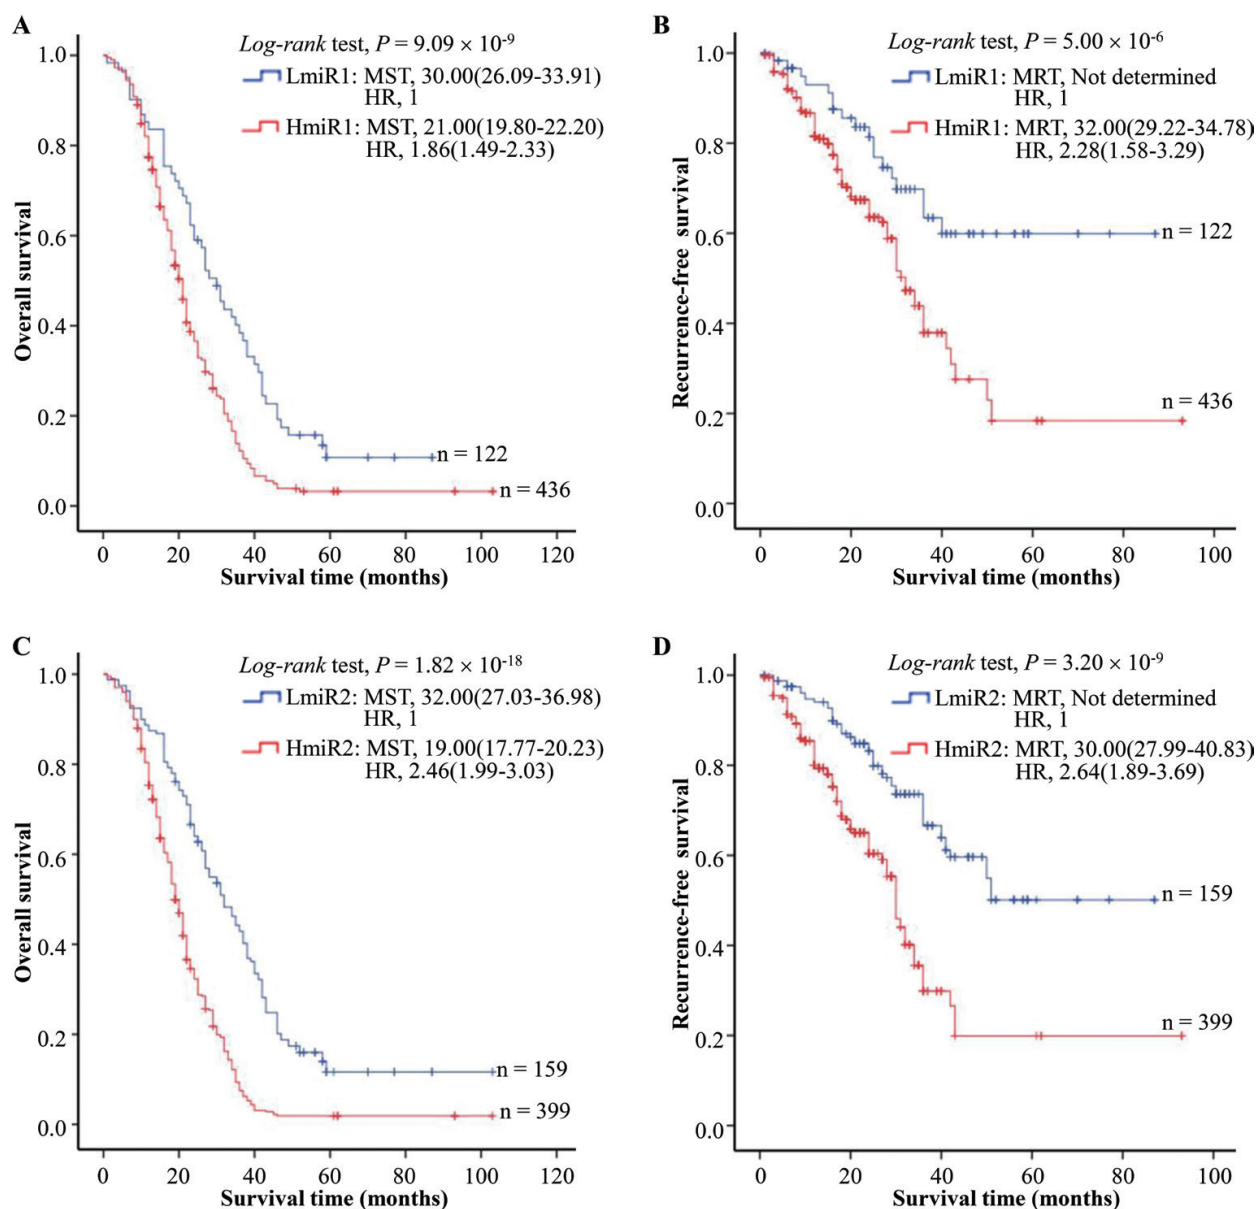 A
Log-rank test, P = 9.09 × 10-9
LmiR1: MST, 30.00(26.09-33.91)
HR, 1
HmiR1: MST, 21.00(19.80-22.20)
HR, 1.86(1.49-2.33)
1.0
0.8
0.6
0.4
0.2
0.0
Overall survival
n = 122
n = 436
0 20 40 60 80 100 120
Survival time (months)
B
Log-rank test, P = 5.00 × 10-6
LmiR1: MRT, Not determined
HR, 1
HmiR1: MRT, 32.00(29.22-34.78)
HR, 2.28(1.58-3.29)
1.0
0.8
0.6
0.4
0.2
0.0
Recurrence-free survival
n = 122
n = 436
0 20 40 60 80 100
Survival time (months)
C
Log-rank test, P = 1.82 × 10-18
LmiR2: MST, 32.00(27.03-36.98)
HR, 1
HmiR2: MST, 19.00(17.77-20.23)
HR, 2.46(1.99-3.03)
1.0
0.8
0.6
0.4
0.2
0.0
Overall survival
n = 159
n = 399
0 20 40 60 80 100 120
Survival time (months)
D
Log-rank test, P = 3.20 × 10-9
LmiR2: MRT, Not determined
HR, 1
HmiR2: MRT, 30.00(27.99-40.83)
HR, 2.64(1.89-3.69)
1.0
0.8
0.6
0.4
0.2
0.0
Recurrence-free survival
n = 159
n = 399
0 20 40 60 80 100
Survival time (months)